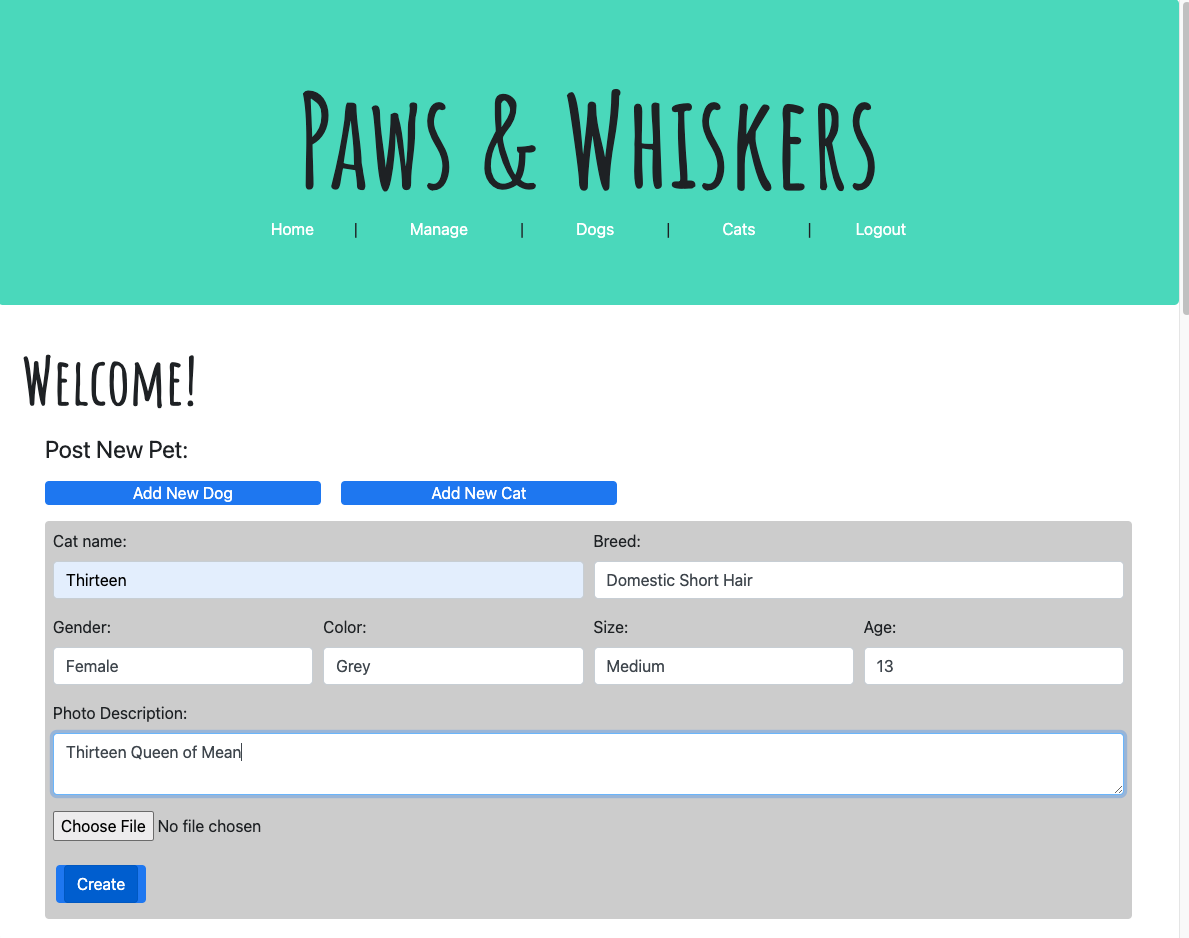 Paws & Whiskers
Home | Manage | Dogs | Cats | Logout
Welcome!
Post New Pet:
Add New Dog Add New Cat
Cat name: Breed:
Thirteen Domestic Short Hair
Gender: Color: Size: Age:
Female Grey Medium 13
Photo Description:
Thirteen Queen of Mean
Choose File No file chosen
Create